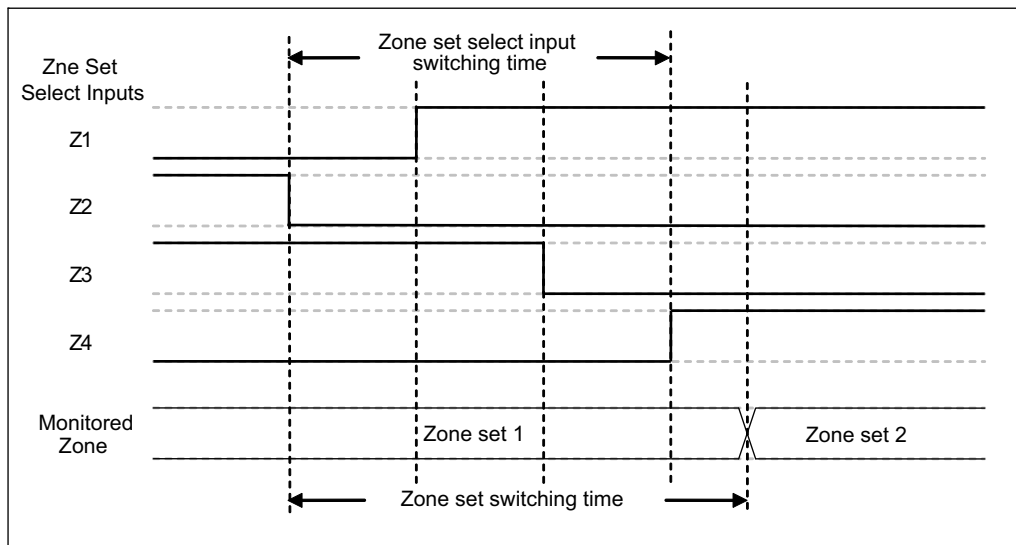 Zone set select input
switching time
Zne Set
Select Inputs
Z1
Z2
Z3
Z4
Monitored
Zone
Zone set 1
Zone set 2
Zone set switching time